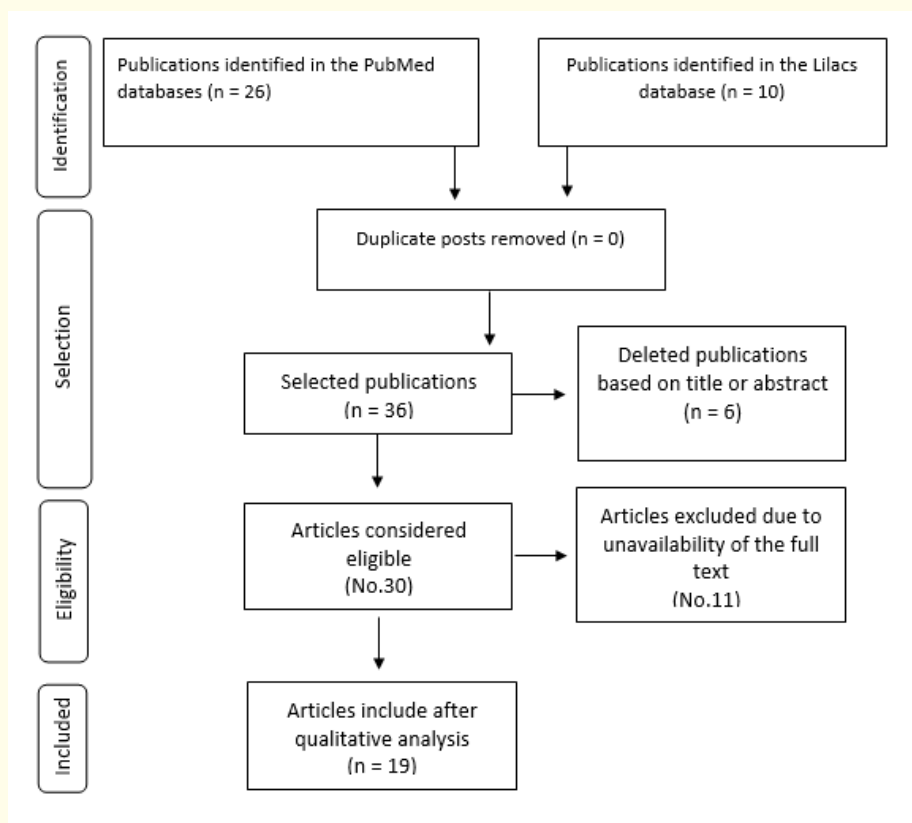 Identification
Publications identified in the PubMed
databases (n = 26)
Publications identified in the Lilacs
database (n = 10)
Selection
Duplicate posts removed (n = 0)
Selected publications
(n = 36)
Deleted publications
based on title or abstract
(n = 6)
Eligibility
Articles considered
eligible
(No.30)
Articles excluded due to
unavailability of the full
text
(No.11)
Included
Articles include after
qualitative analysis
(n = 19)